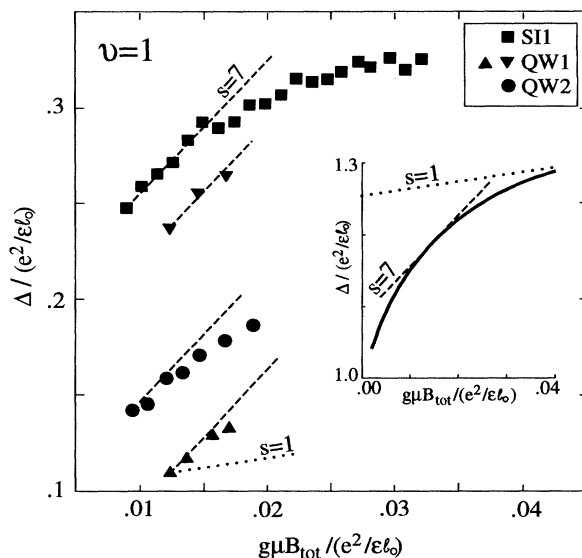 υ=1
SI1
QW1
QW2
s=7
s=1
.3
.2
.1
Δ/(e²/εℓ₀)
.01
.02
.03
.04
gμB_tot/(e²/εℓ₀)
1.3
s=1
s=7
1.0
Δ/(e²/εℓ₀)
.00
.04
gμB_tot/(e²/εℓ₀)